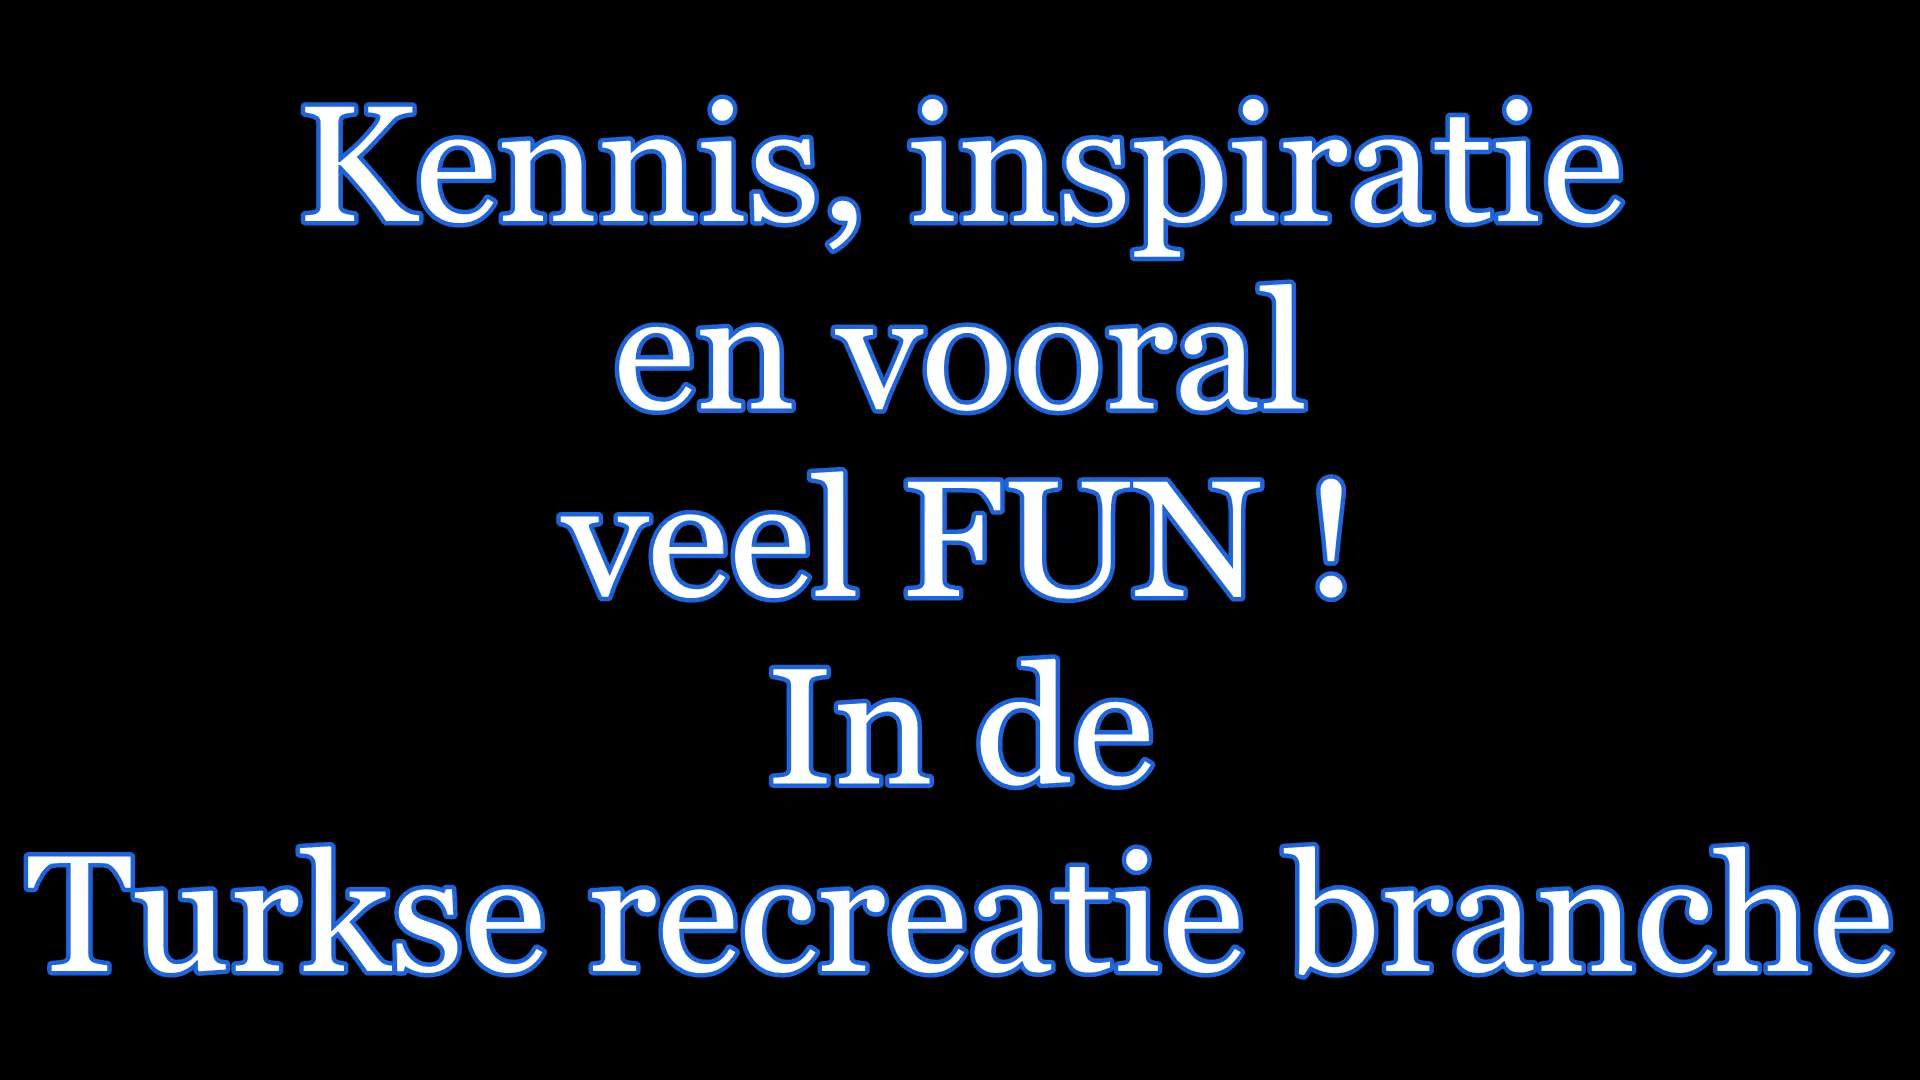 Kennis, inspiratie
en vooral
veel FUN !
In de
Turkse recreatie branche